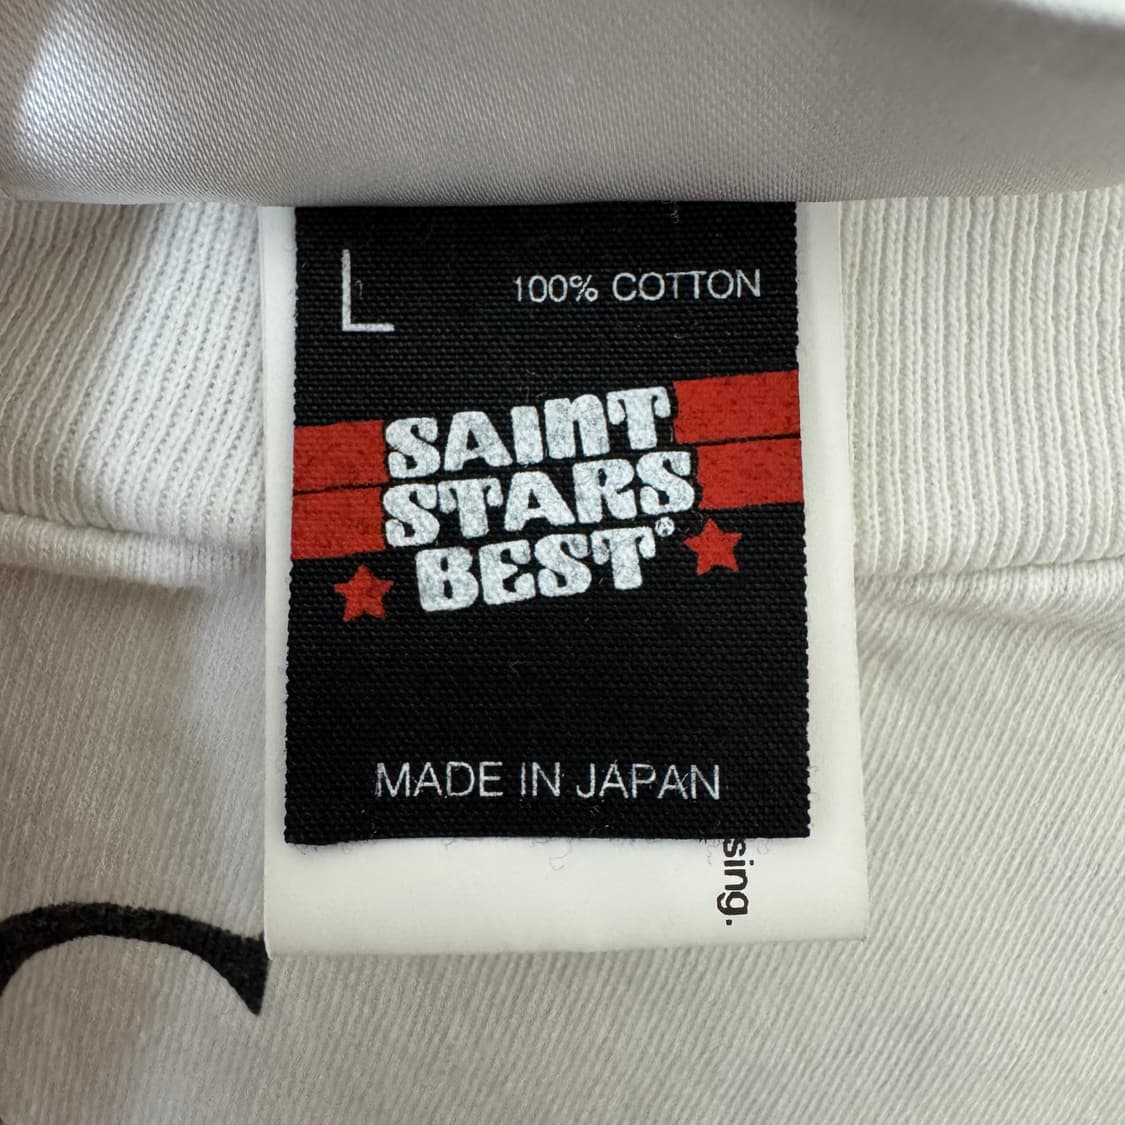 L
100% COTTON
SAINT
STARS
BEST®
MADE IN JAPAN
sing.